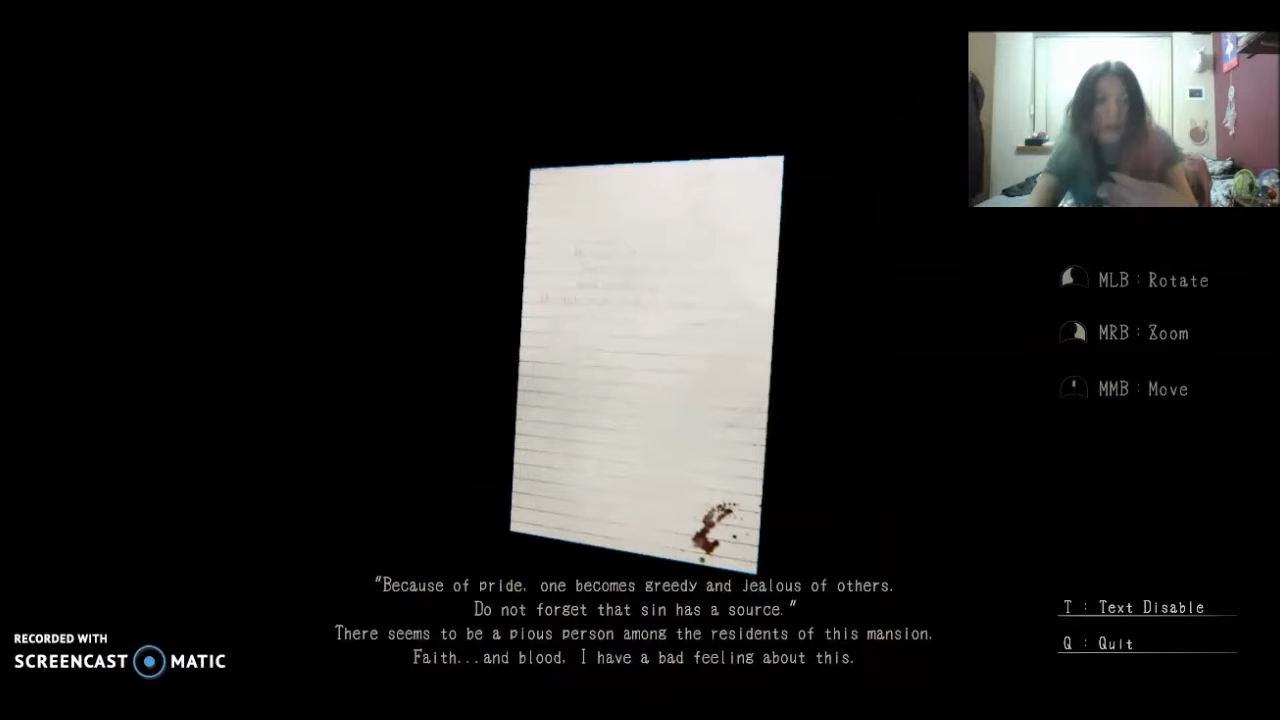 MLB : Rotate
MRB : Zoom
MMB : Move
"Because of pride, one becomes greedy and jealous of others.
Do not forget that sin has a source."
There seems to be a pious person among the residents of this mansion.
Faith...and blood. I have a bad feeling about this.
T : Text Disable
Q : Quit
RECORDED WITH
SCREENCAST MATIC